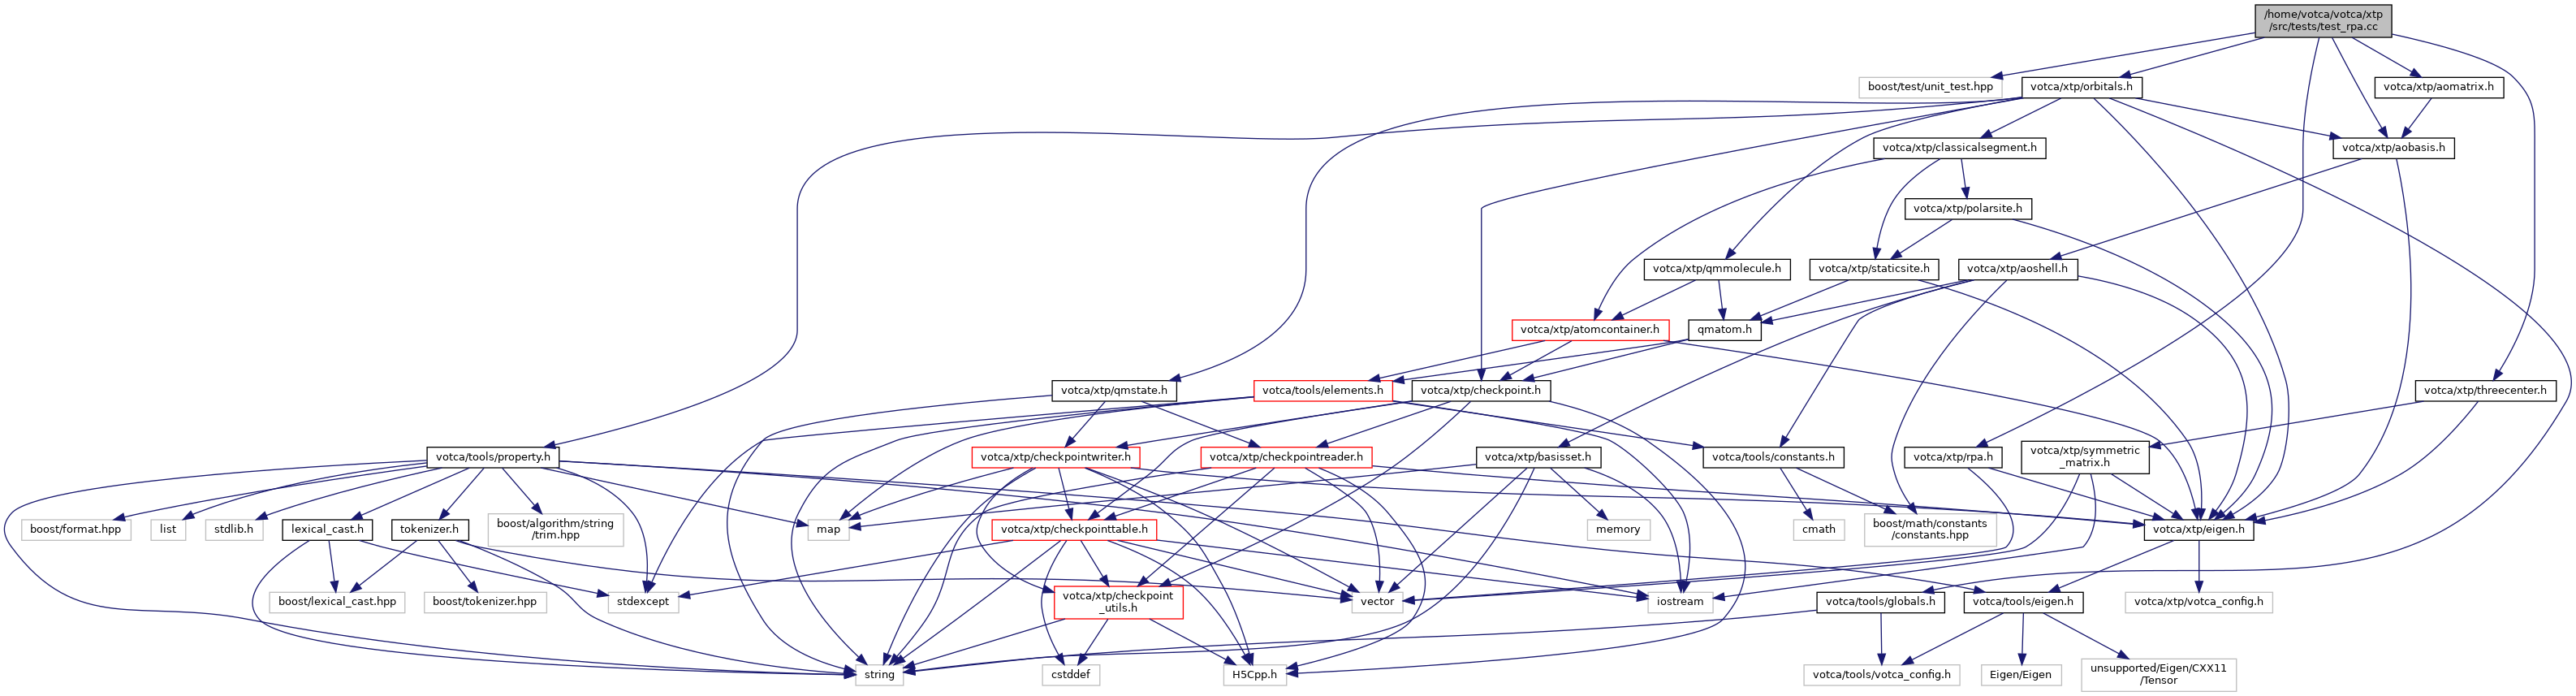 /home/votca/votca/xtp
/src/tests/test_rpa.cc
boost/test/unit_test.hpp
votca/xtp/orbitals.h
votca/xtp/aomatrix.h
votca/xtp/classicalsegment.h
votca/xtp/aobasis.h
votca/xtp/polarsite.h
votca/xtp/qmmolecule.h
votca/xtp/staticsite.h
votca/xtp/aoshell.h
votca/xtp/atomcontainer.h
qmatom.h
votca/xtp/qmstate.h
votca/tools/elements.h
votca/xtp/checkpoint.h
votca/xtp/threecenter.h
votca/tools/property.h
votca/xtp/checkpointwriter.h
votca/xtp/checkpointreader.h
votca/xtp/basisset.h
votca/tools/constants.h
votca/xtp/rpa.h
votca/xtp/symmetric
_matrix.h
boost/format.hpp
list
stdlib.h
lexical_cast.h
tokenizer.h
boost/algorithm/string
/trim.hpp
map
votca/xtp/checkpointtable.h
memory
cmath
boost/math/constants
/constants.hpp
votca/xtp/eigen.h
boost/lexical_cast.hpp
boost/tokenizer.hpp
stdexcept
votca/xtp/checkpoint
_utils.h
vector
iostream
votca/tools/globals.h
votca/tools/eigen.h
votca/xtp/votca_config.h
string
cstddef
H5Cpp.h
votca/tools/votca_config.h
Eigen/Eigen
unsupported/Eigen/CXX11
/Tensor